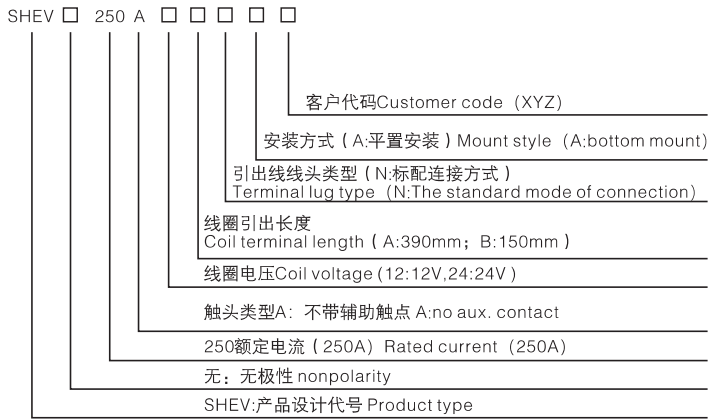 SHEV □ 250 A □ □ □ □ □
客户代码Customer code（XYZ）
安装方式（A:平置安装）Mount style（A:bottom mount)
引出线线头类型（N:标配连接方式）
Terminal lug type（N:The standard mode of connection）
线圈引出长度
Coil terminal length（A:390mm；B:150mm）
线圈电压Coil voltage (12:12V,24:24V )
触头类型A：不带辅助触点 A:no aux. contact
250额定电流（250A）Rated current（250A）
无：无极性 nonpolarity
SHEV:产品设计代号 Product type